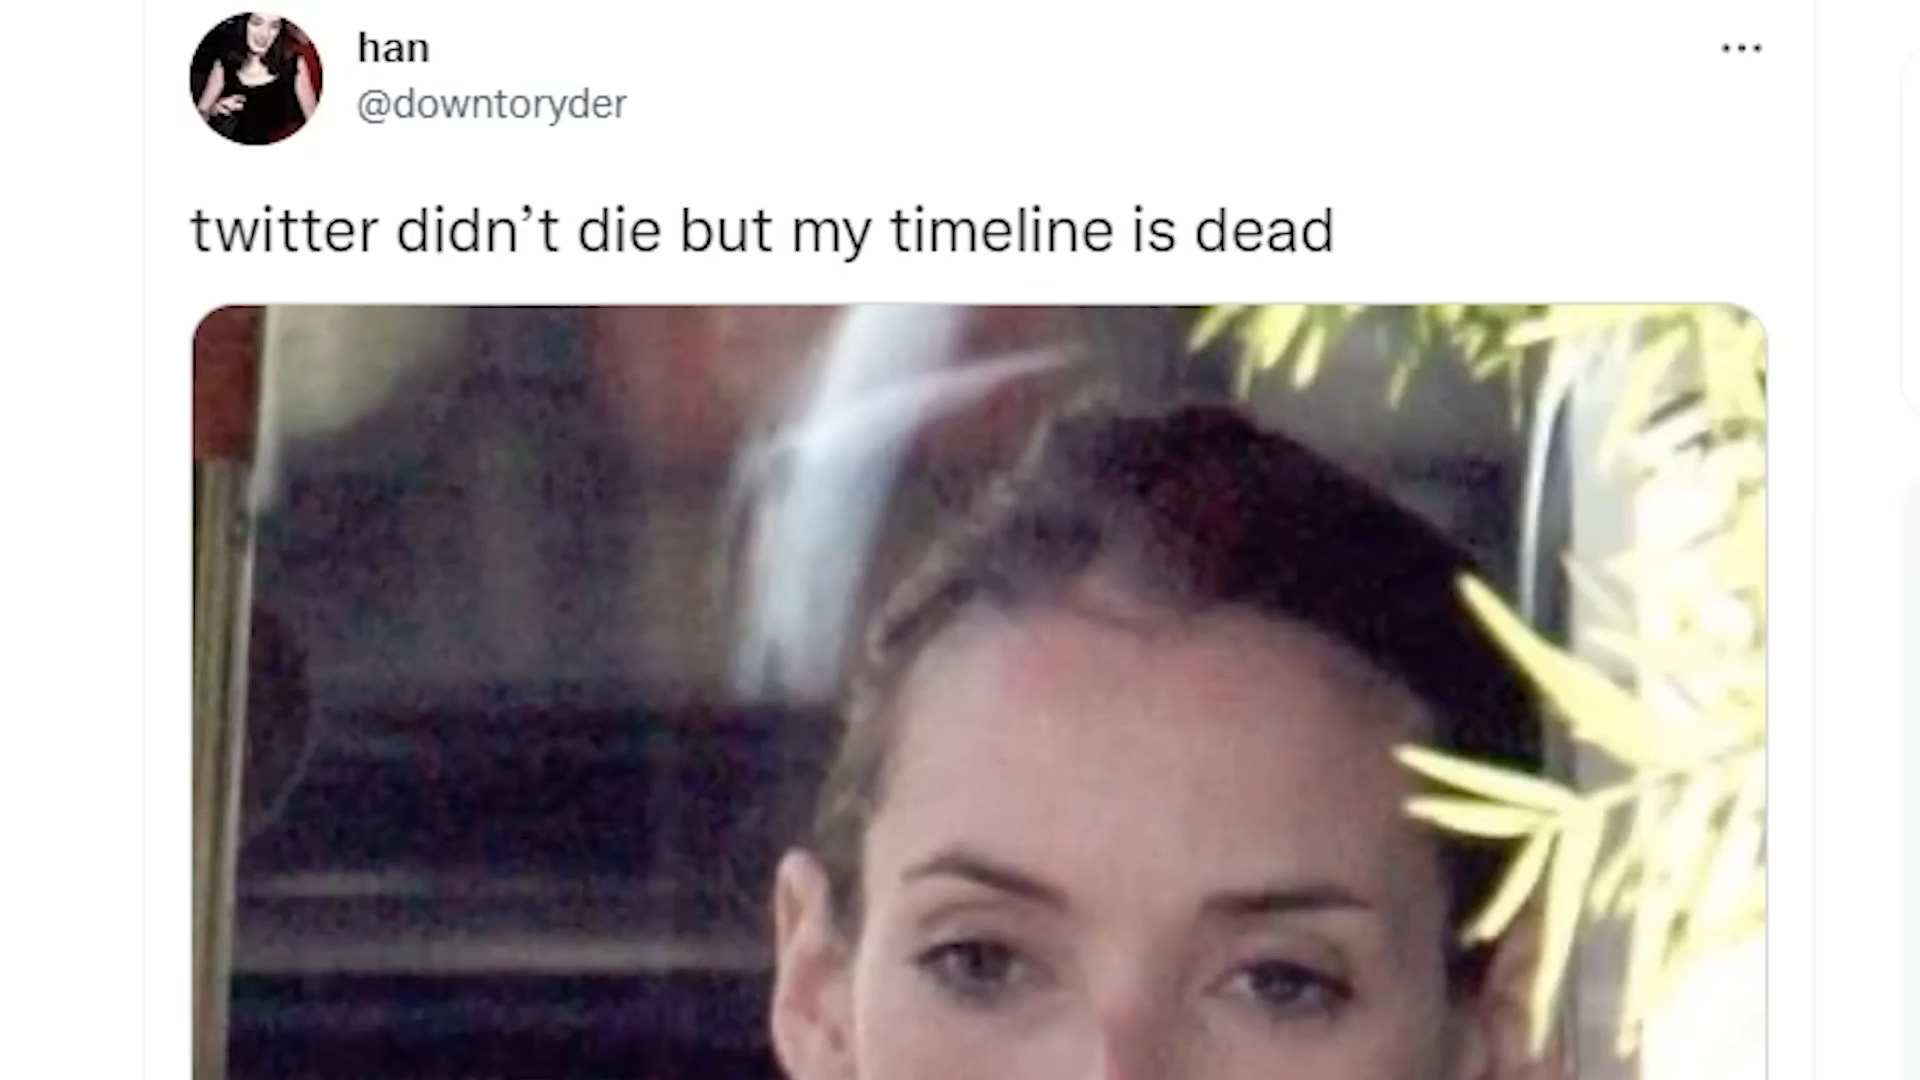 han
@downtoryder
twitter didn’t die but my timeline is dead